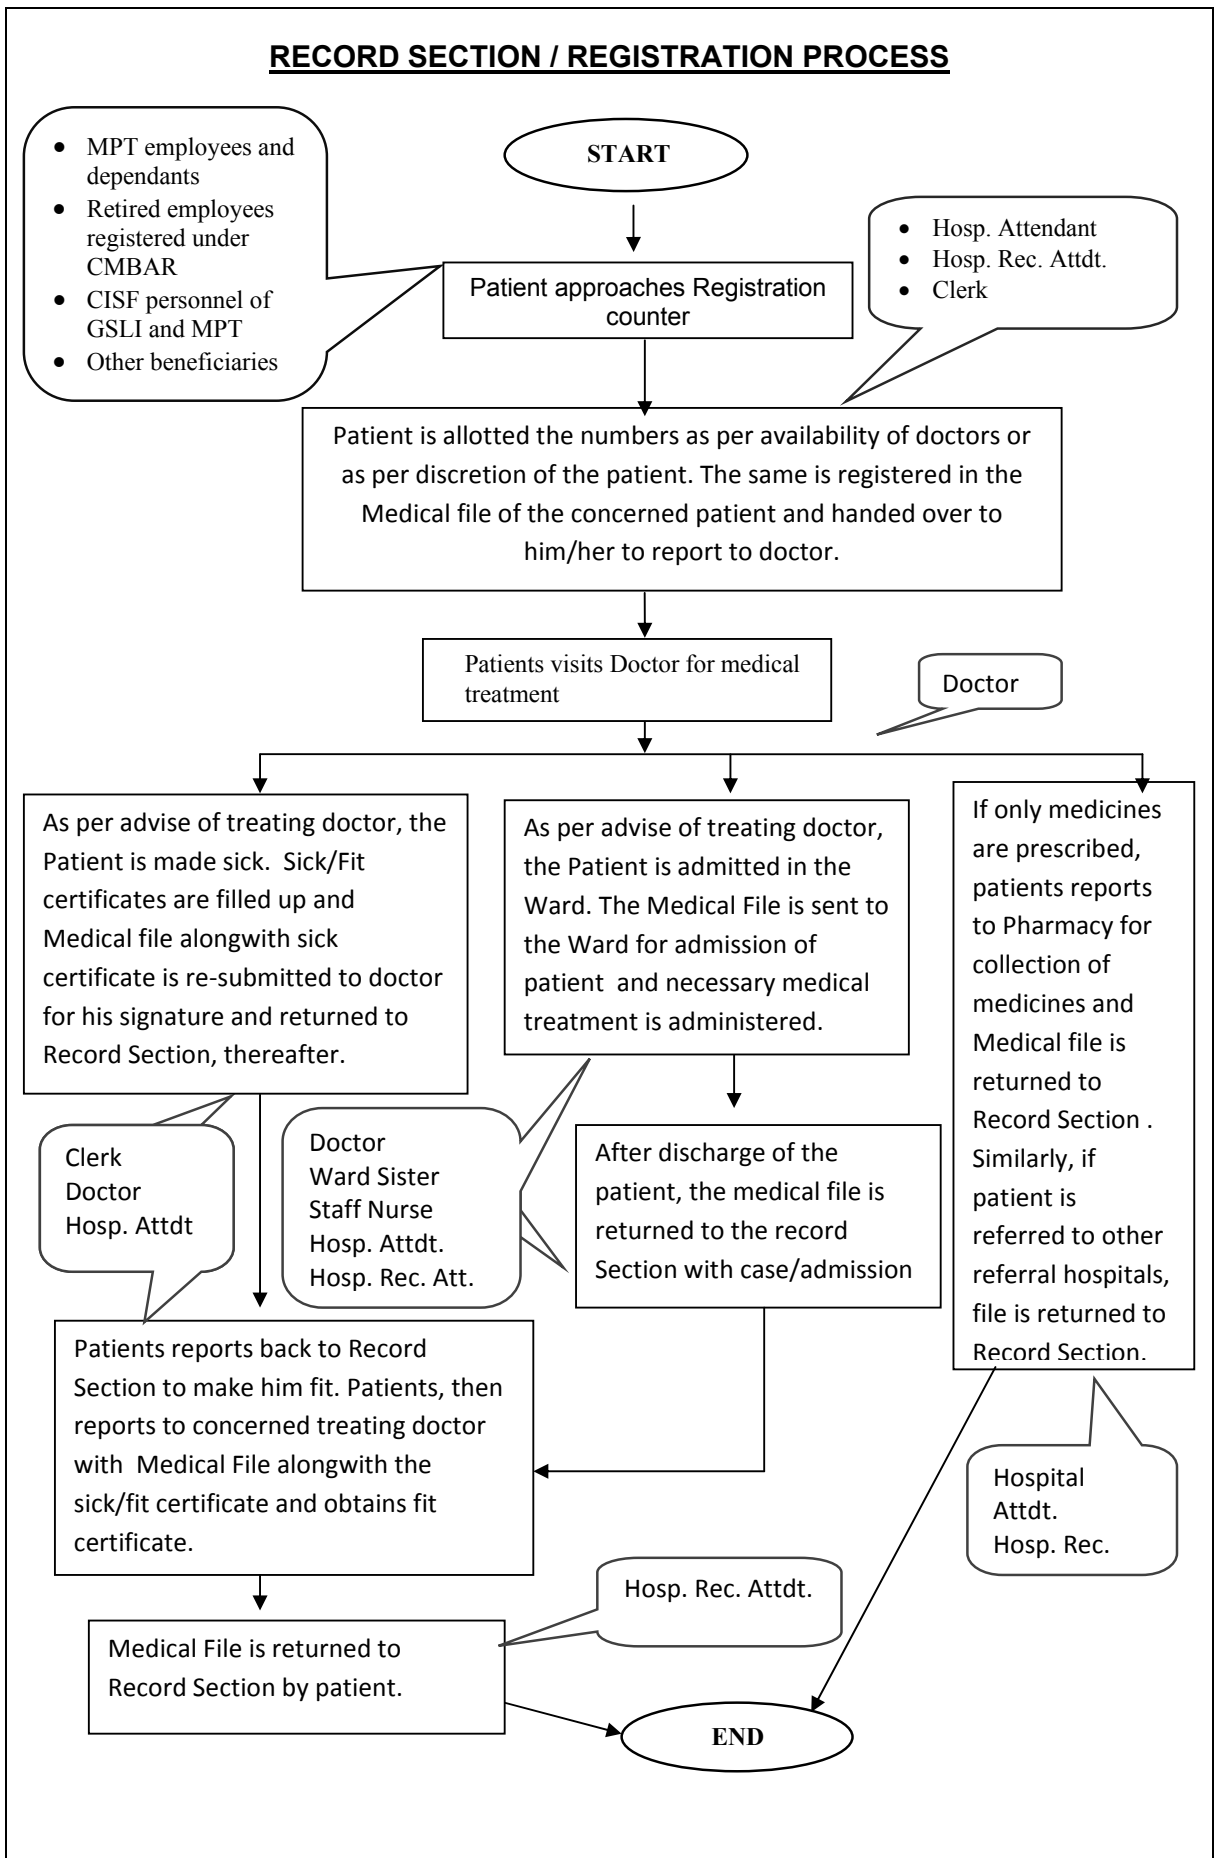 RECORD SECTION / REGISTRATION PROCESS
• MPT employees and
dependants
• Retired employees
registered under
CMBAR
• CISF personnel of
GSLI and MPT
• Other beneficiaries
START
• Hosp. Attendant
• Hosp. Rec. Attdt.
• Clerk
Patient approaches Registration
counter
Patient is allotted the numbers as per availability of doctors or
as per discretion of the patient. The same is registered in the
Medical file of the concerned patient and handed over to
him/her to report to doctor.
Patients visits Doctor for medical
treatment
Doctor
As per advise of treating doctor, the
Patient is made sick.  Sick/Fit
certificates are filled up and
Medical file alongwith sick
certificate is re-submitted to doctor
for his signature and returned to
Record Section, thereafter.
As per advise of treating doctor,
the Patient is admitted in the
Ward. The Medical File is sent to
the Ward for admission of
patient  and necessary medical
treatment is administered.
If only medicines
are prescribed,
patients reports
to Pharmacy for
collection of
medicines and
Medical file is
returned to
Record Section .
Similarly, if
patient is
referred to other
referral hospitals,
file is returned to
Record Section.
Clerk
Doctor
Hosp. Attdt
Doctor
Ward Sister
Staff Nurse
Hosp. Attdt.
Hosp. Rec. Att.
After discharge of the
patient, the medical file is
returned to the record
Section with case/admission
Patients reports back to Record
Section to make him fit. Patients, then
reports to concerned treating doctor
with  Medical File alongwith the
sick/fit certificate and obtains fit
certificate.
Hospital
Attdt.
Hosp. Rec.
Hosp. Rec. Attdt.
Medical File is returned to
Record Section by patient.
END